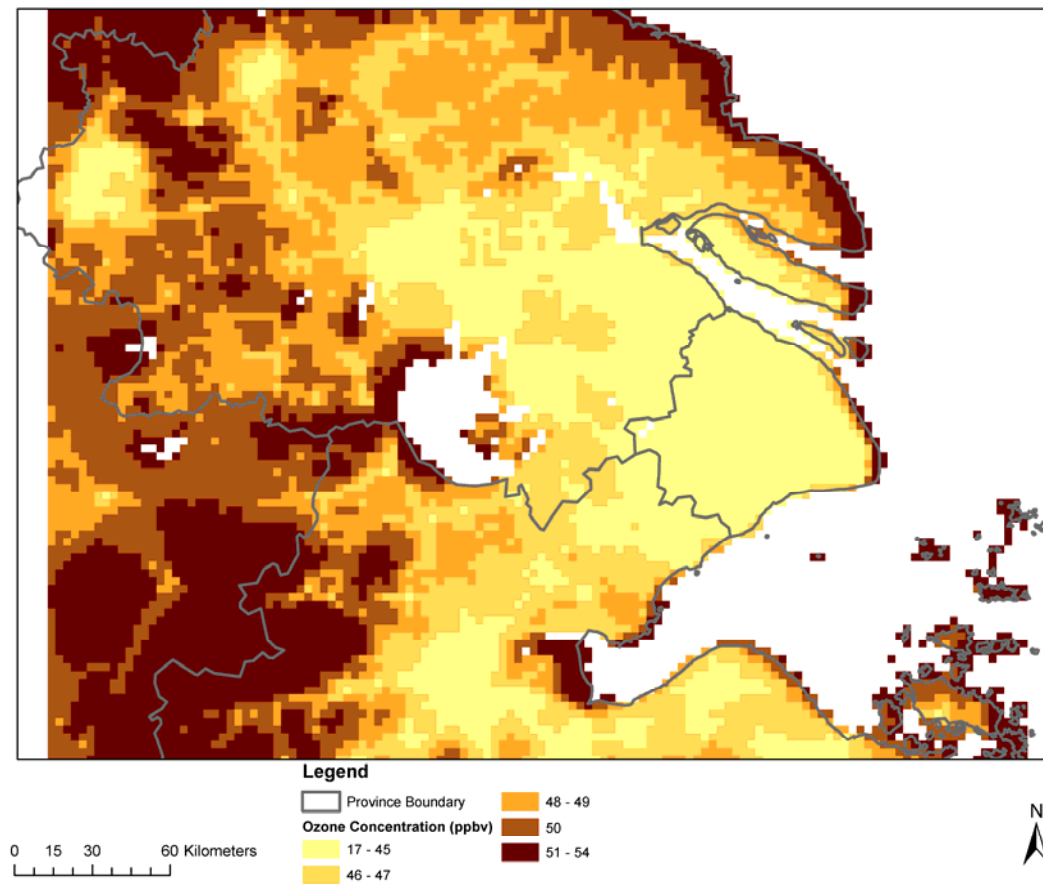 Legend
Province Boundary
Ozone Concentration (ppbv)
17 - 45
46 - 47
48 - 49
50
51 - 54
0 15 30 60 Kilometers
N